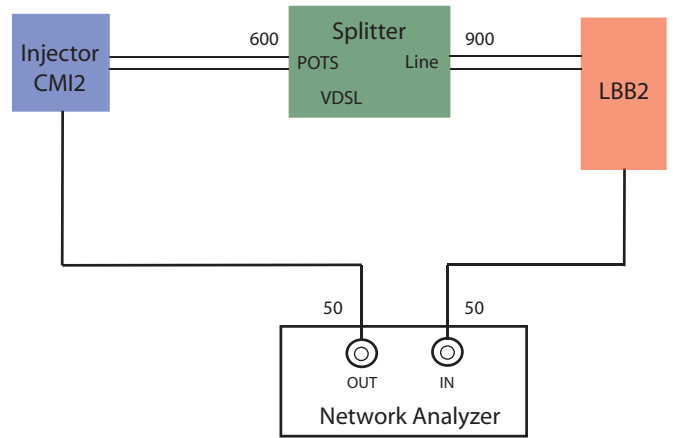 Injector
CMI2
600
Splitter
POTS
Line
VDSL
900
LBB2
50
50
OUT
IN
Network Analyzer